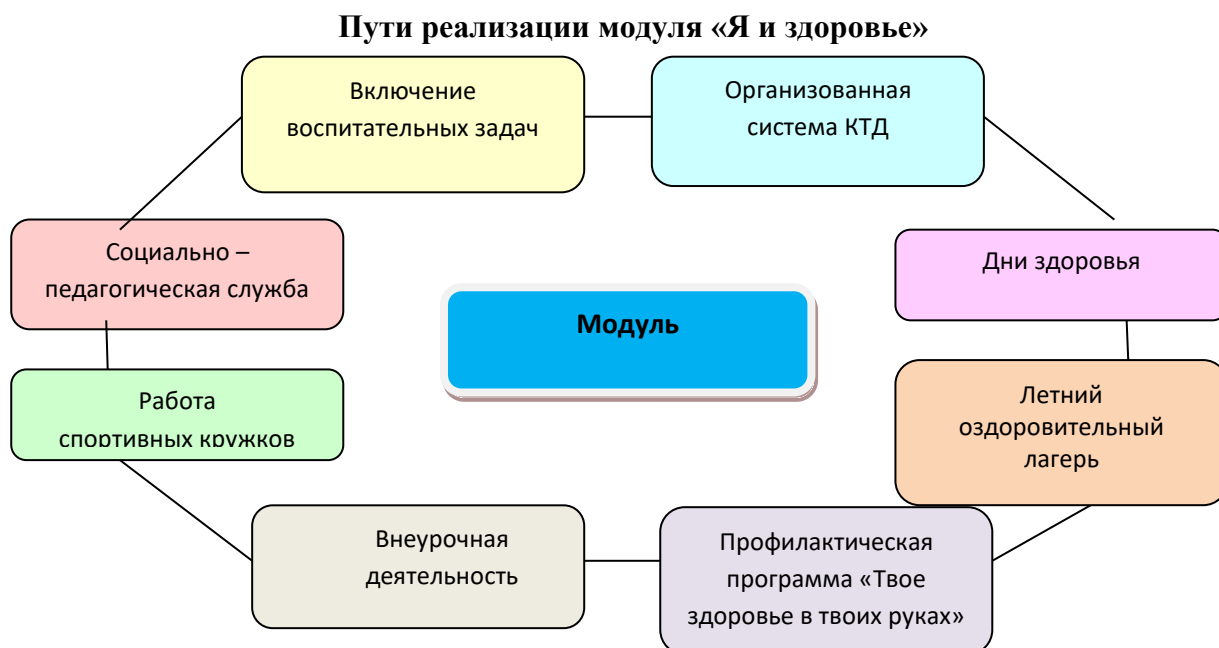 Пути реализации модуля «Я и здоровье»
Включение
воспитательных задач
Организованная
система КТД
Социально –
педагогическая служба
Дни здоровья
Модуль
Работа
спортивных кружков
Летний
оздоровительный
лагерь
Внеурочная
деятельность
Профилактическая
программа «Твое
здоровье в твоих руках»